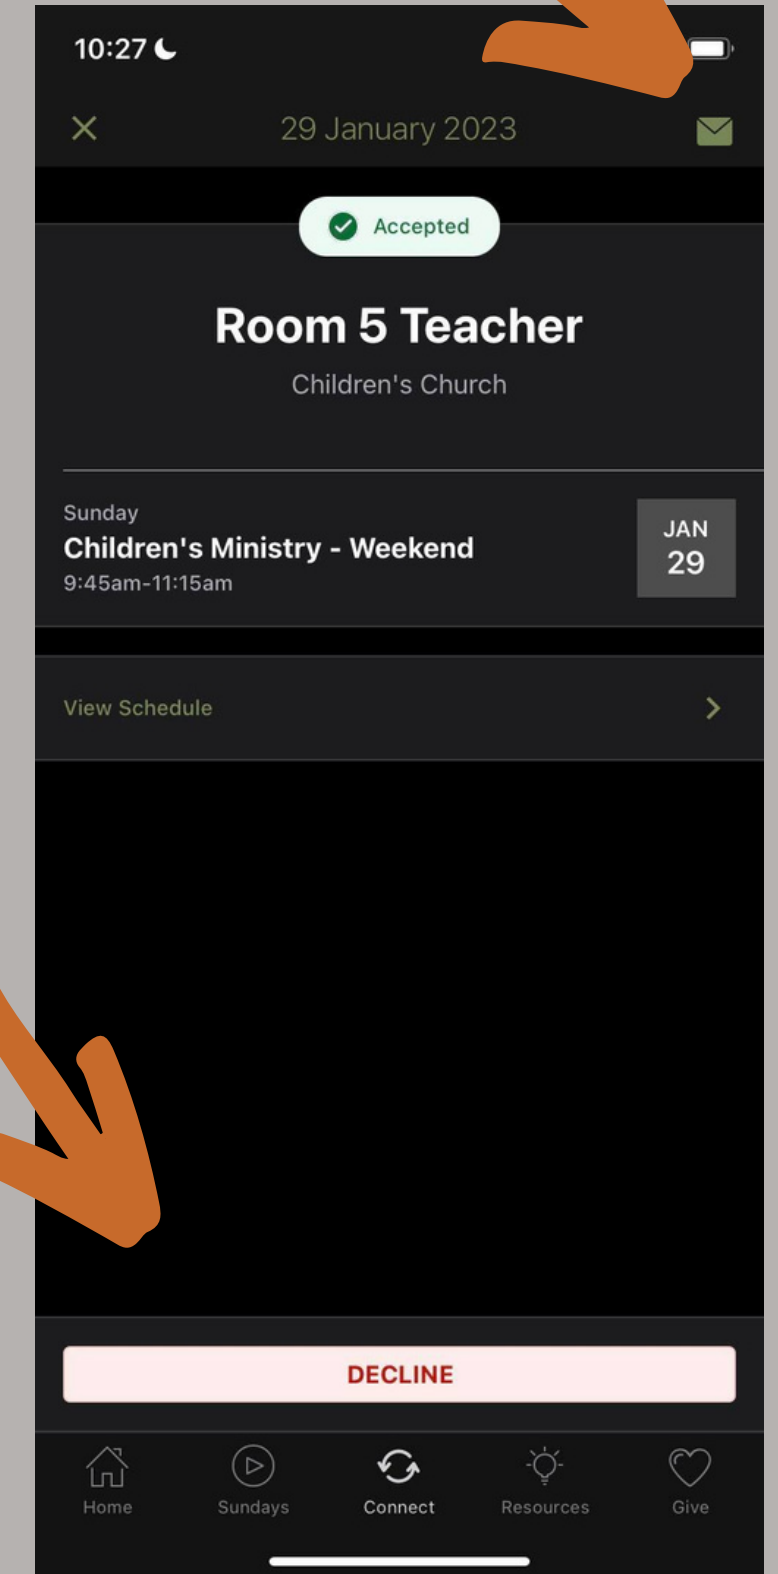 10:27
29 January 2023
Accepted
Room 5 Teacher
Children's Church
Sunday
Children's Ministry - Weekend
9:45am-11:15am
JAN
29
View Schedule
DECLINE
Home
Sundays
Connect
Resources
Give